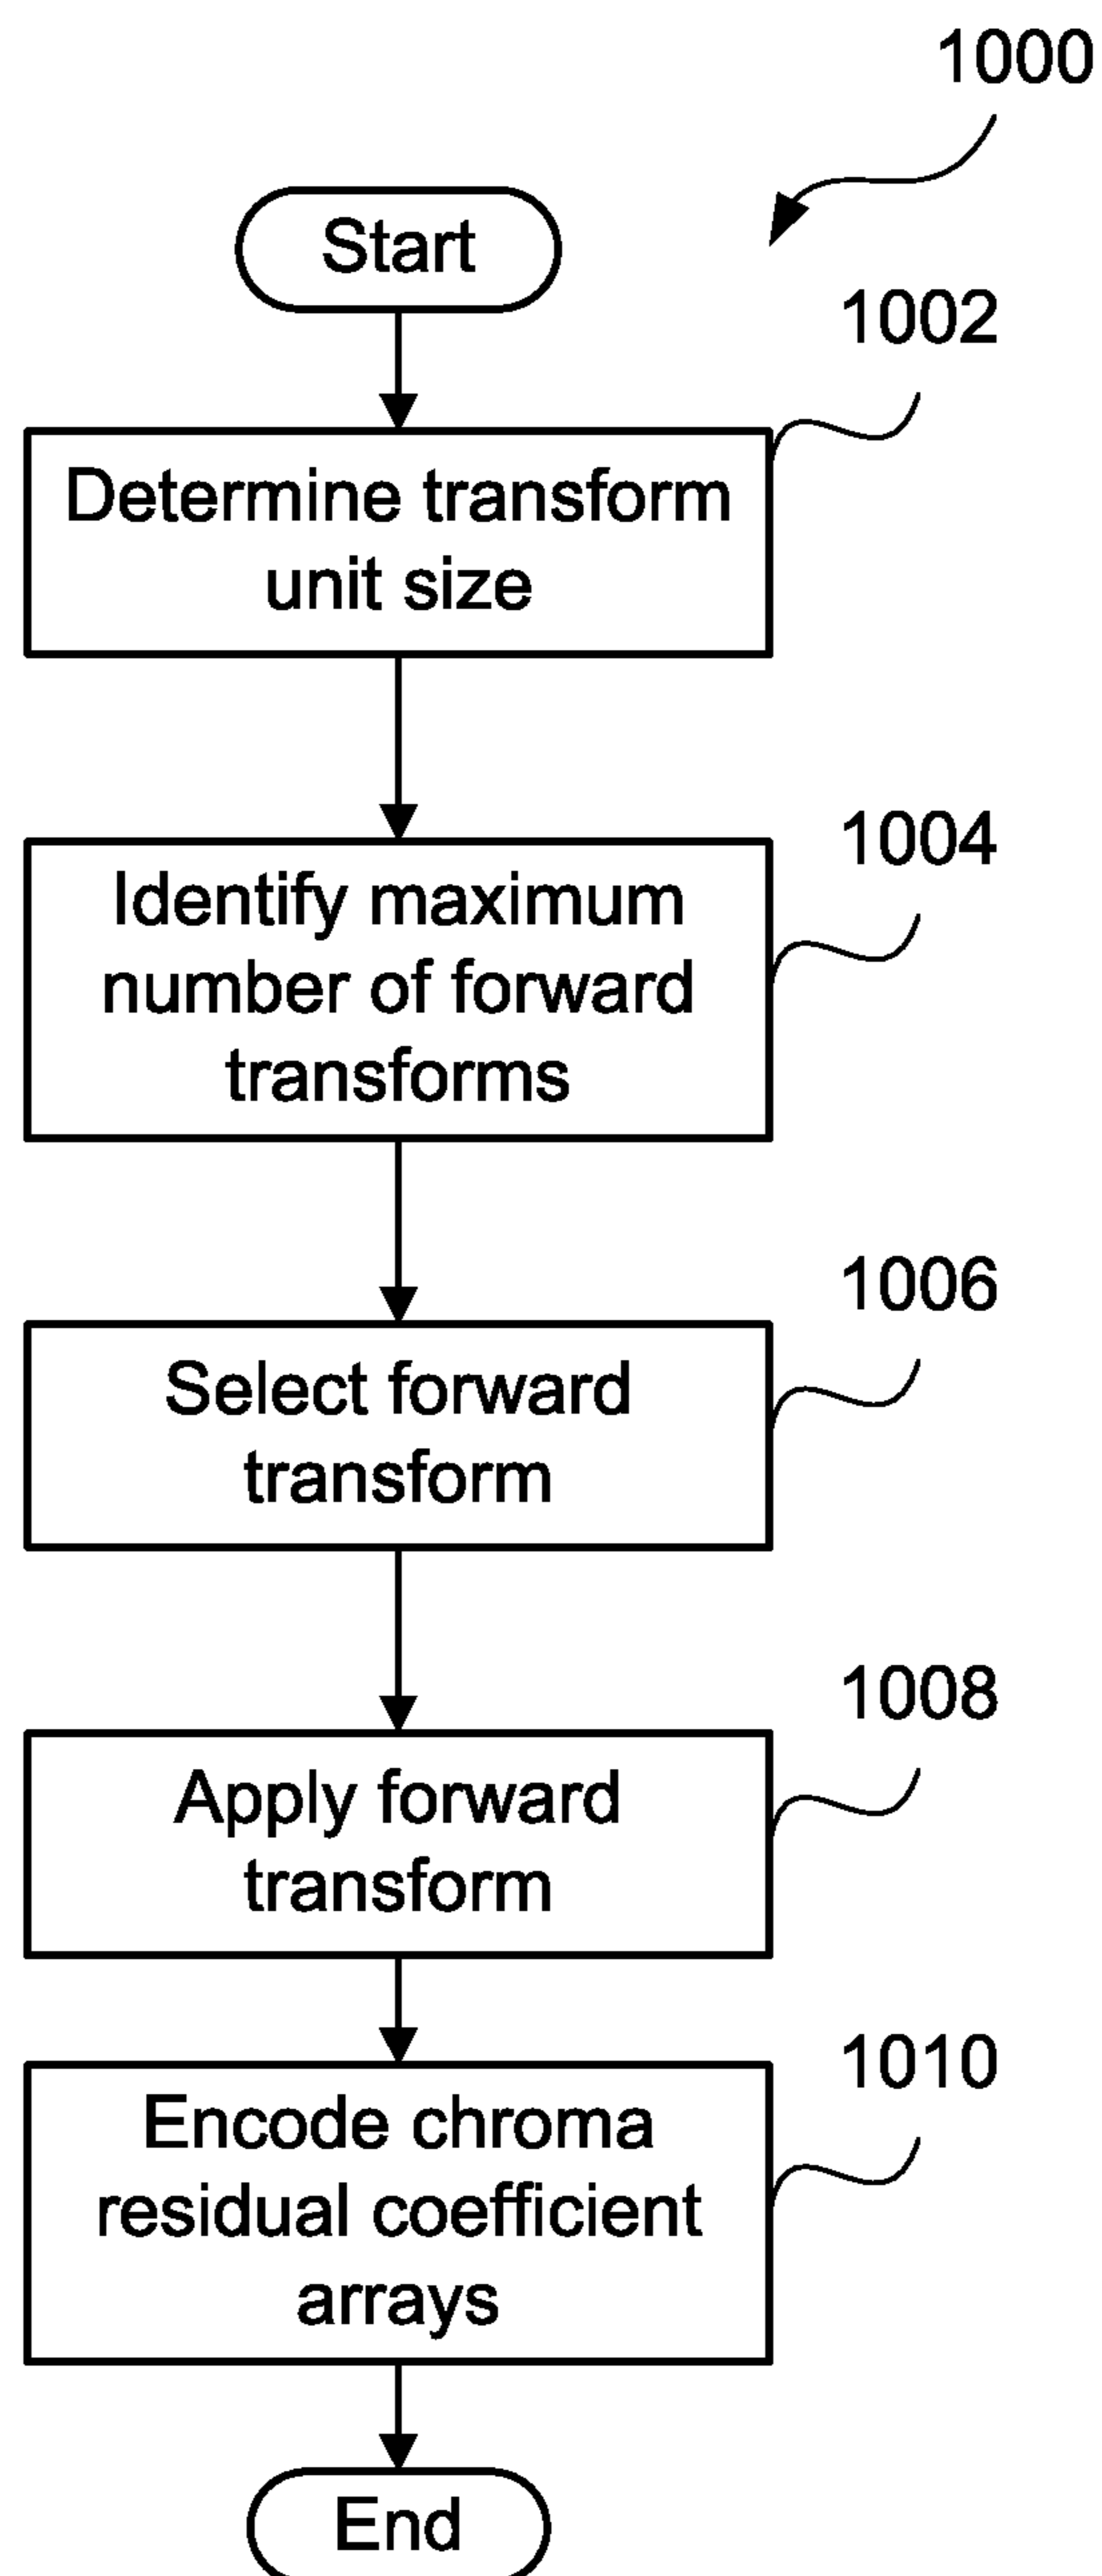 1000
Start
1002
Determine transform
unit size
1004
Identify maximum
number of forward
transforms
1006
Select forward
transform
1008
Apply forward
transform
1010
Encode chroma
residual coefficient
arrays
End